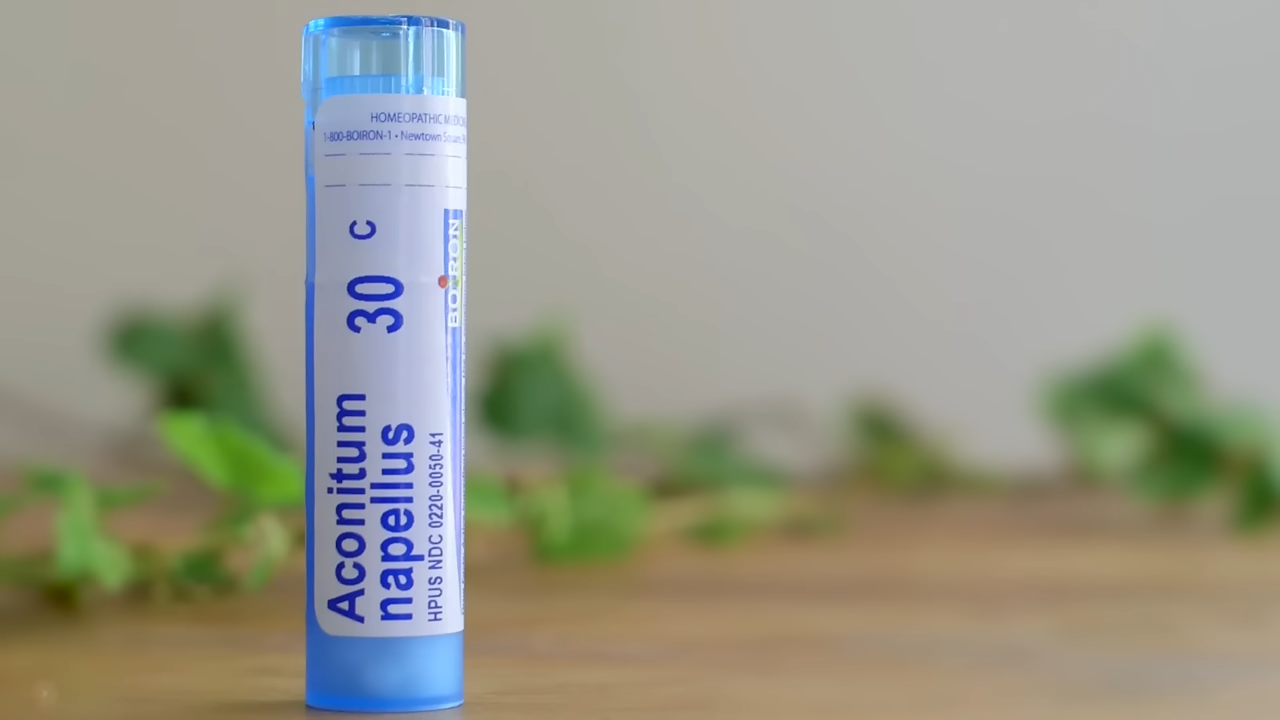 HOMEOPATHIC
1-800-BOIRON-1 • Newtown
Aconitum
napellus
30 C
HPUS NDC 0220-0050-41
BOIRON